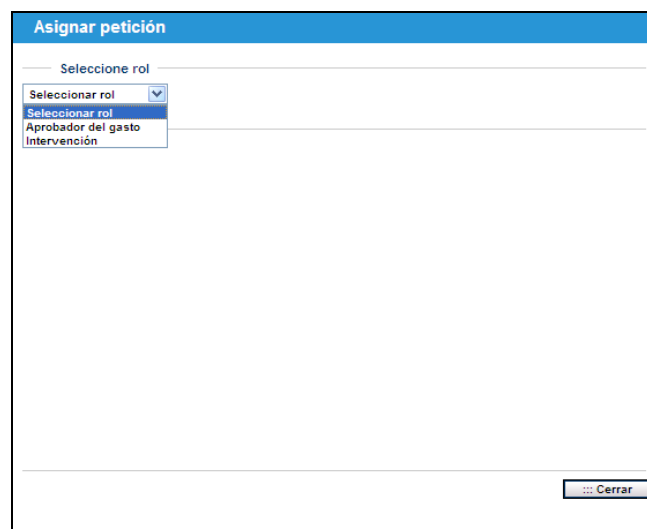 Asignar petición
Seleccione rol
Seleccionar rol
Seleccionar rol
Aprobador del gasto
Intervención
::: Cerrar